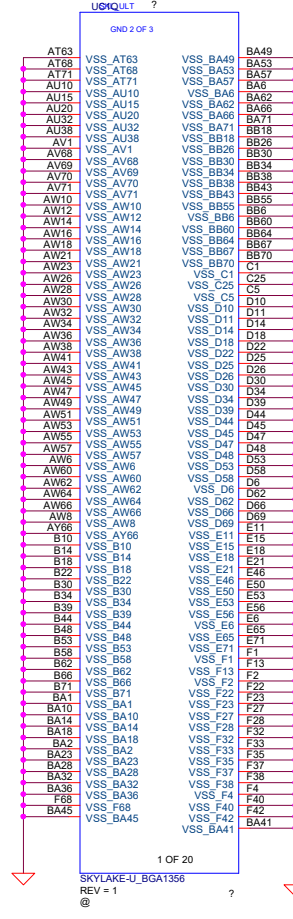 U81Q
SKL_ULT
?
GND 2 OF 3
AT63
AT68
AT71
AU10
AU15
AU20
AU32
AU38
AV1
AV68
AV69
AV70
AV71
AW10
AW12
AW14
AW16
AW18
AW21
AW23
AW26
AW28
AW30
AW32
AW34
AW36
AW38
AW41
AW43
AW45
AW47
AW49
AW51
AW53
AW55
AW57
AW6
AW60
AW62
AW64
AW66
AW8
AY66
B10
B14
B18
B22
B30
B34
B39
B44
B48
B53
B58
B62
B66
B71
BA1
BA10
BA14
BA18
BA2
BA23
BA28
BA32
BA36
F68
BA45
VSS_AT63
VSS_AT68
VSS_AT71
VSS_AU10
VSS_AU15
VSS_AU20
VSS_AU32
VSS_AU38
VSS_AV1
VSS_AV68
VSS_AV69
VSS_AV70
VSS_AV71
VSS_AW10
VSS_AW12
VSS_AW14
VSS_AW16
VSS_AW18
VSS_AW21
VSS_AW23
VSS_AW26
VSS_AW28
VSS_AW30
VSS_AW32
VSS_AW34
VSS_AW36
VSS_AW38
VSS_AW41
VSS_AW43
VSS_AW45
VSS_AW47
VSS_AW49
VSS_AW51
VSS_AW53
VSS_AW55
VSS_AW57
VSS_AW6
VSS_AW60
VSS_AW62
VSS_AW64
VSS_AW66
VSS_AW8
VSS_AY66
VSS_B10
VSS_B14
VSS_B18
VSS_B22
VSS_B30
VSS_B34
VSS_B39
VSS_B44
VSS_B48
VSS_B53
VSS_B58
VSS_B62
VSS_B66
VSS_B71
VSS_BA1
VSS_BA10
VSS_BA14
VSS_BA18
VSS_BA2
VSS_BA23
VSS_BA28
VSS_BA32
VSS_BA36
VSS_F68
VSS_BA45
VSS_BA49
VSS_BA53
VSS_BA57
VSS_BA6
VSS_BA62
VSS_BA66
VSS_BA71
VSS_BB18
VSS_BB26
VSS_BB30
VSS_BB34
VSS_BB38
VSS_BB43
VSS_BB55
VSS_BB6
VSS_BB60
VSS_BB64
VSS_BB67
VSS_BB70
VSS_C1
VSS_C25
VSS_C5
VSS_D10
VSS_D11
VSS_D14
VSS_D18
VSS_D22
VSS_D25
VSS_D26
VSS_D30
VSS_D34
VSS_D39
VSS_D44
VSS_D45
VSS_D47
VSS_D48
VSS_D53
VSS_D58
VSS_D6
VSS_D62
VSS_D66
VSS_D69
VSS_E11
VSS_E15
VSS_E18
VSS_E21
VSS_E46
VSS_E50
VSS_E53
VSS_E56
VSS_E6
VSS_E65
VSS_E71
VSS_F1
VSS_F13
VSS_F2
VSS_F22
VSS_F23
VSS_F27
VSS_F28
VSS_F32
VSS_F33
VSS_F35
VSS_F37
VSS_F38
VSS_F4
VSS_F40
VSS_F42
VSS_BA41
BA49
BA53
BA57
BA6
BA62
BA66
BA71
BB18
BB26
BB30
BB34
BB38
BB43
BB55
BB6
BB60
BB64
BB67
BB70
C1
C25
C5
D10
D11
D14
D18
D22
D25
D26
D30
D34
D39
D44
D45
D47
D48
D53
D58
D6
D62
D66
D69
E11
E15
E18
E21
E46
E50
E53
E56
E6
E65
E71
F1
F13
F2
F22
F23
F27
F28
F32
F33
F35
F37
F38
F4
F40
F42
BA41
1 OF 20
SKYLAKE-U_BGA1356
REV = 1
?
@